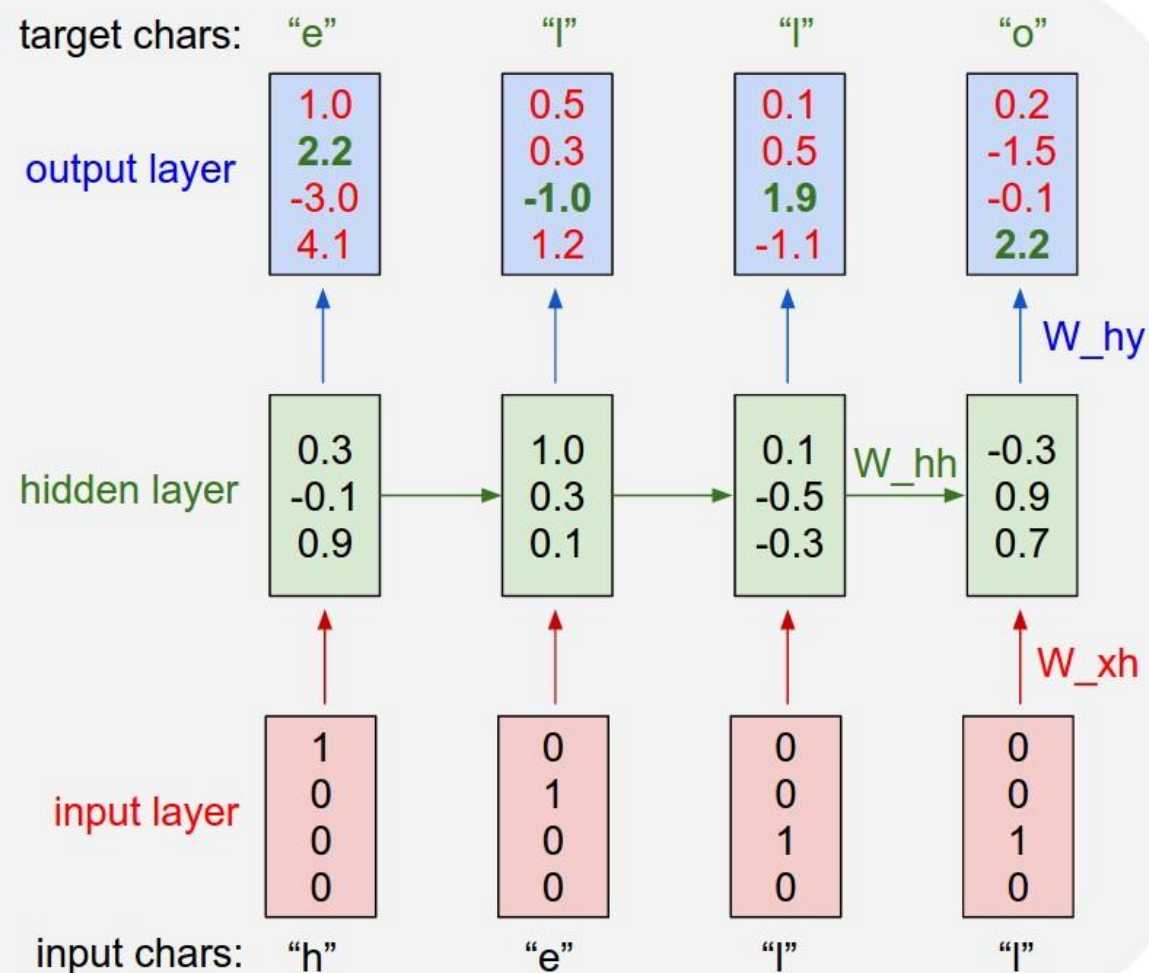 target chars: “e” “l” “l” “o”
1.0 0.5 0.1 0.2
2.2 0.3 0.5 -1.5
output layer
-3.0 -1.0 1.9 -0.1
4.1 1.2 -1.1 2.2
W_hy
0.3 1.0 0.1 -0.3
W_hh
hidden layer -0.1 0.3 -0.5 0.9
0.9 0.1 -0.3 0.7
W_xh
1 0 0 0
0 1 0 0
input layer
0 0 1 1
0 0 0 0
input chars: “h” “e” “l” “l”